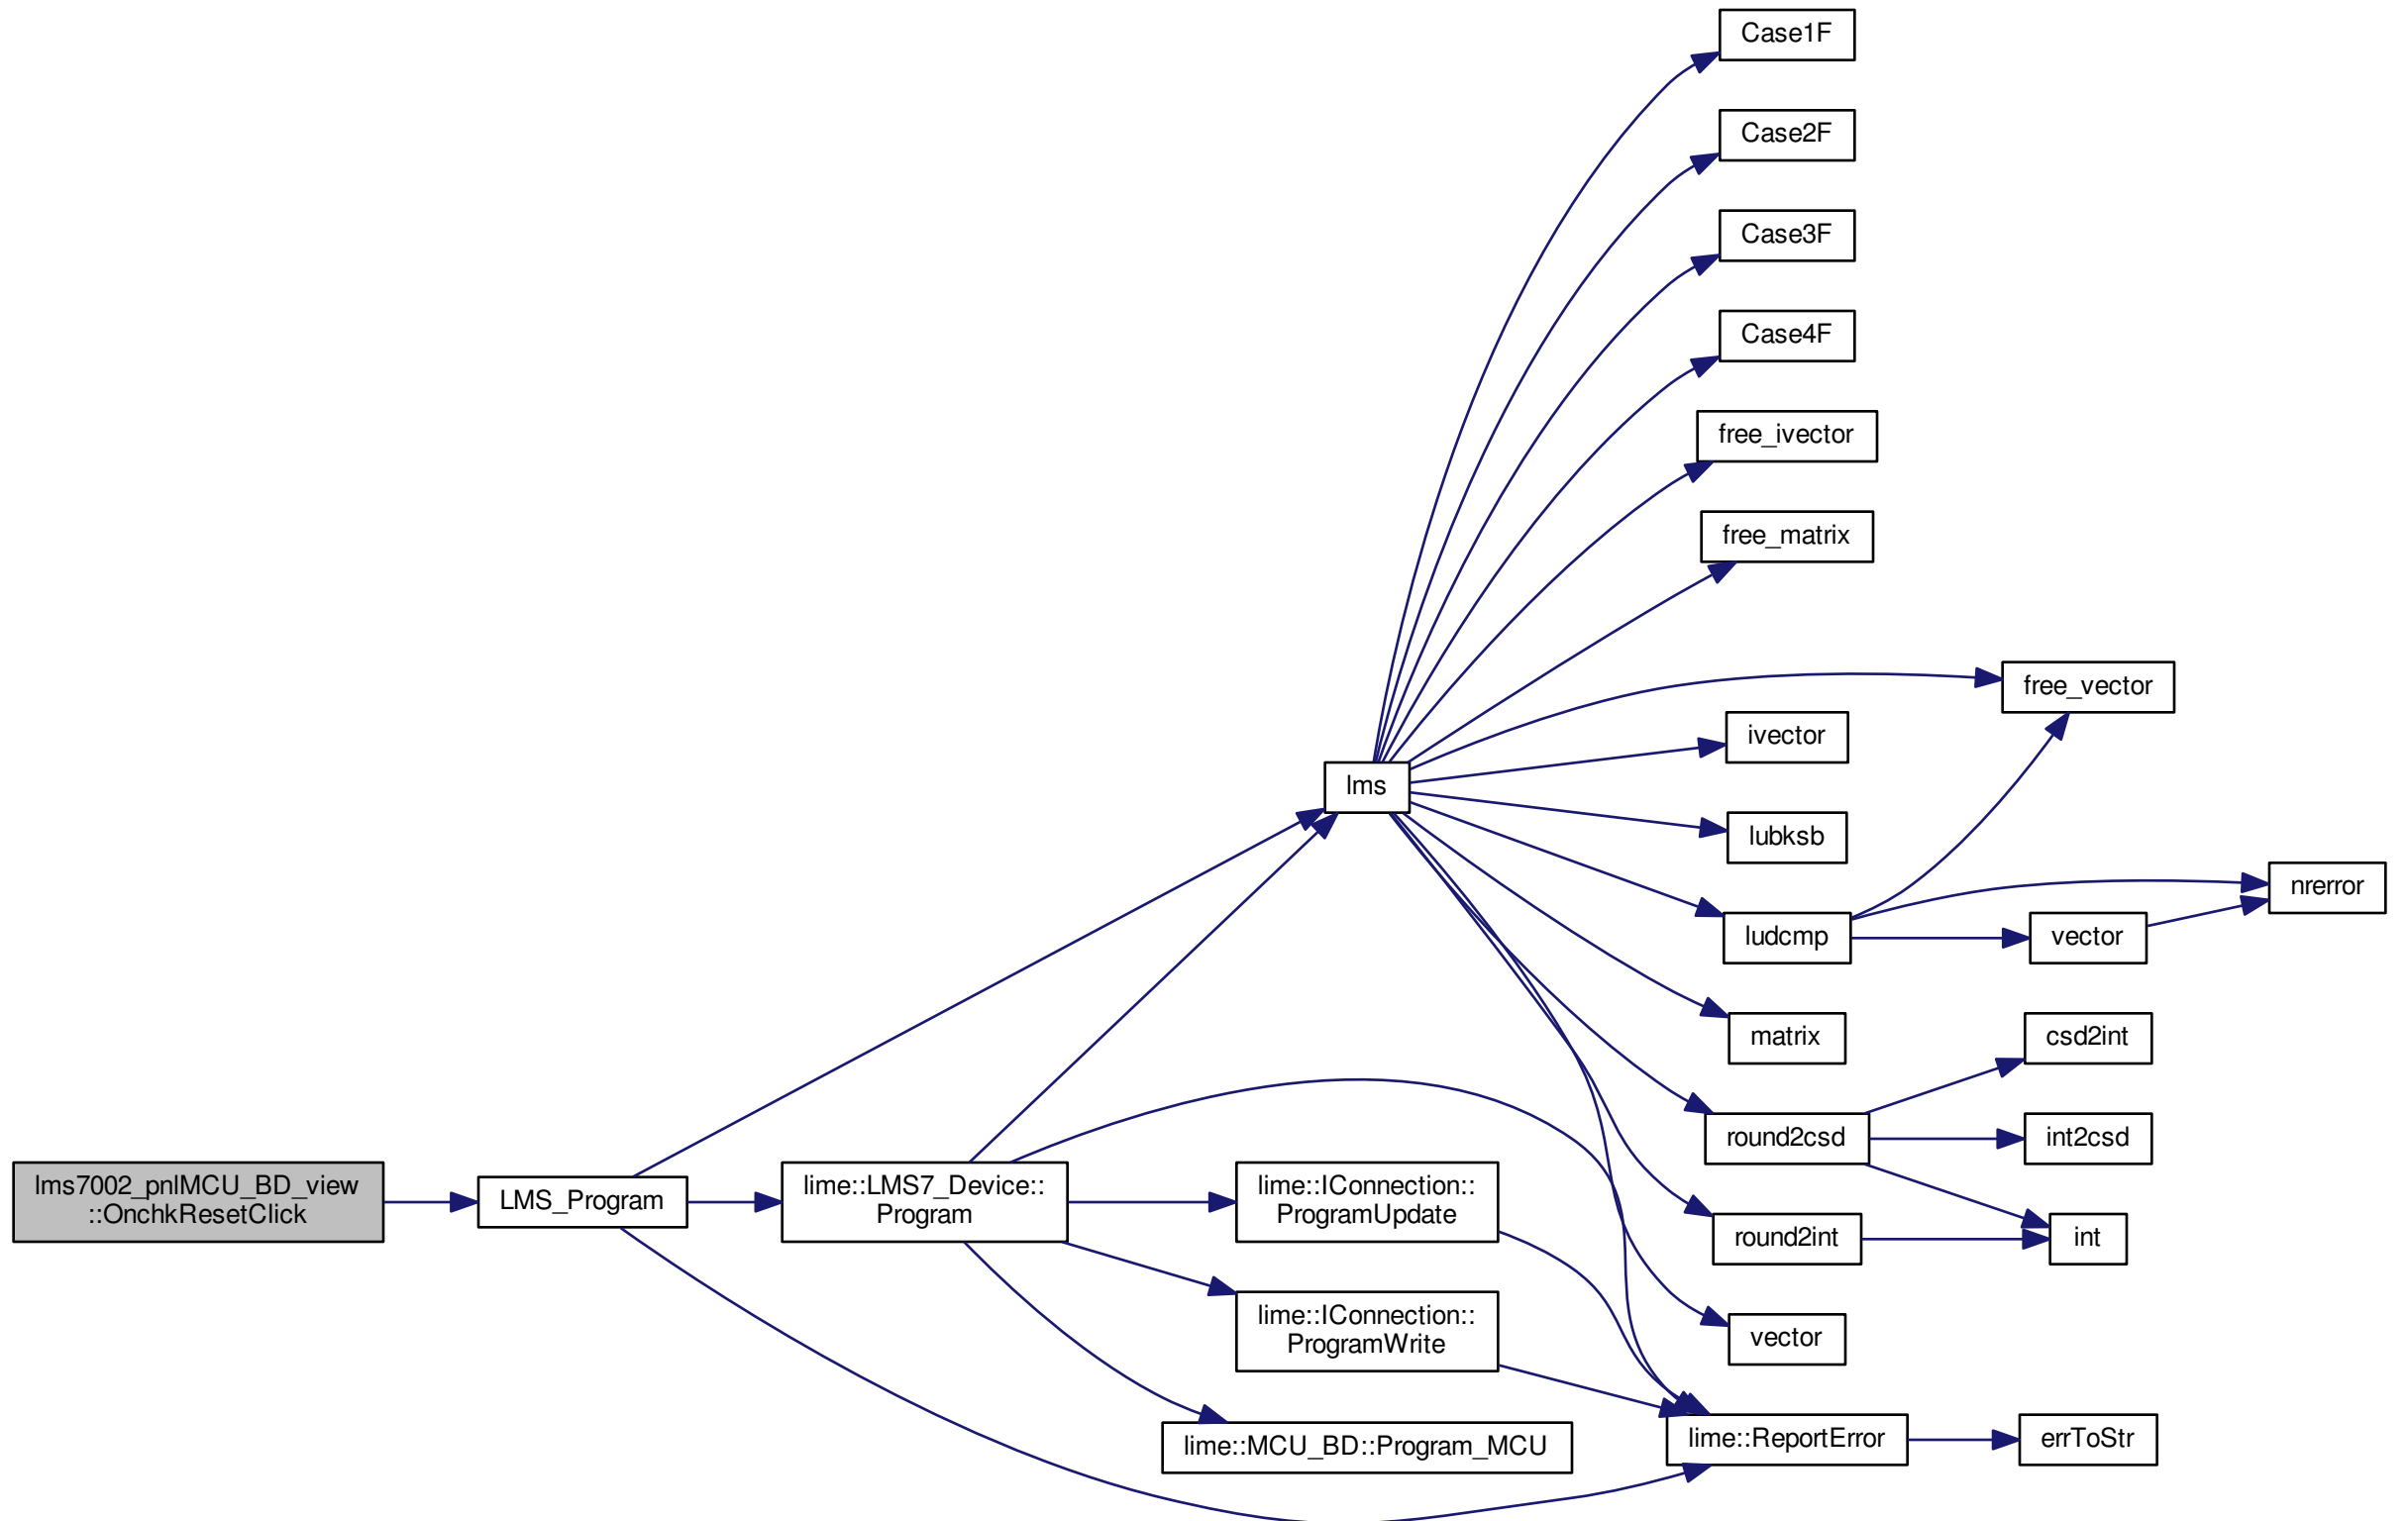 Case1F
Case2F
Case3F
Case4F
free_ivector
free_matrix
free_vector
ivector
lms
lubksb
nrerror
ludcmp
vector
matrix
csd2int
round2csd
int2csd
lms7002_pnlMCU_BD_view
::OnchkResetClick
LMS_Program
lime::LMS7_Device::
Program
lime::IConnection::
ProgramUpdate
round2int
int
lime::IConnection::
ProgramWrite
vector
lime::MCU_BD::Program_MCU
lime::ReportError
errToStr